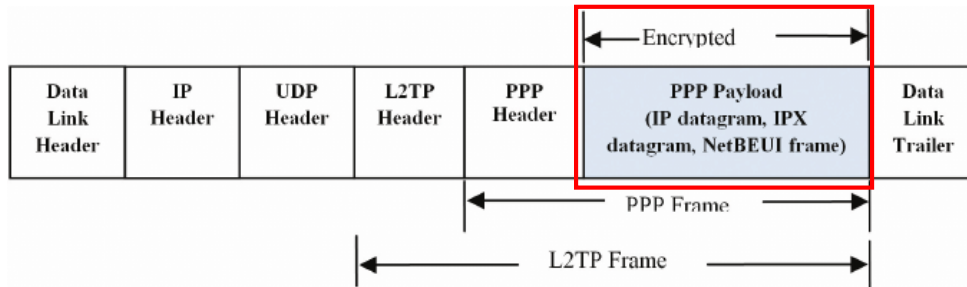 Encrypted
Data
Link
Header
IP
Header
UDP
Header
L2TP
Header
PPP
Header
PPP Payload
(IP datagram, IPX
datagram, NetBEUI frame)
Data
Link
Trailer
PPP Frame
L2TP Frame